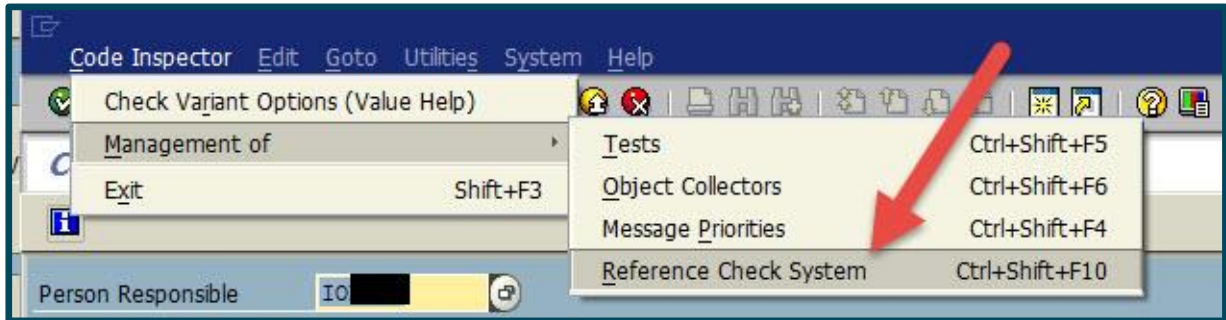 Code Inspector Edit Goto Utilities System Help
Check Variant Options (Value Help)
Management of
Exit Shift+F3
Tests Ctrl+Shift+F5
Object Collectors Ctrl+Shift+F6
Message Priorities Ctrl+Shift+F4
Reference Check System Ctrl+Shift+F10
Person Responsible IO